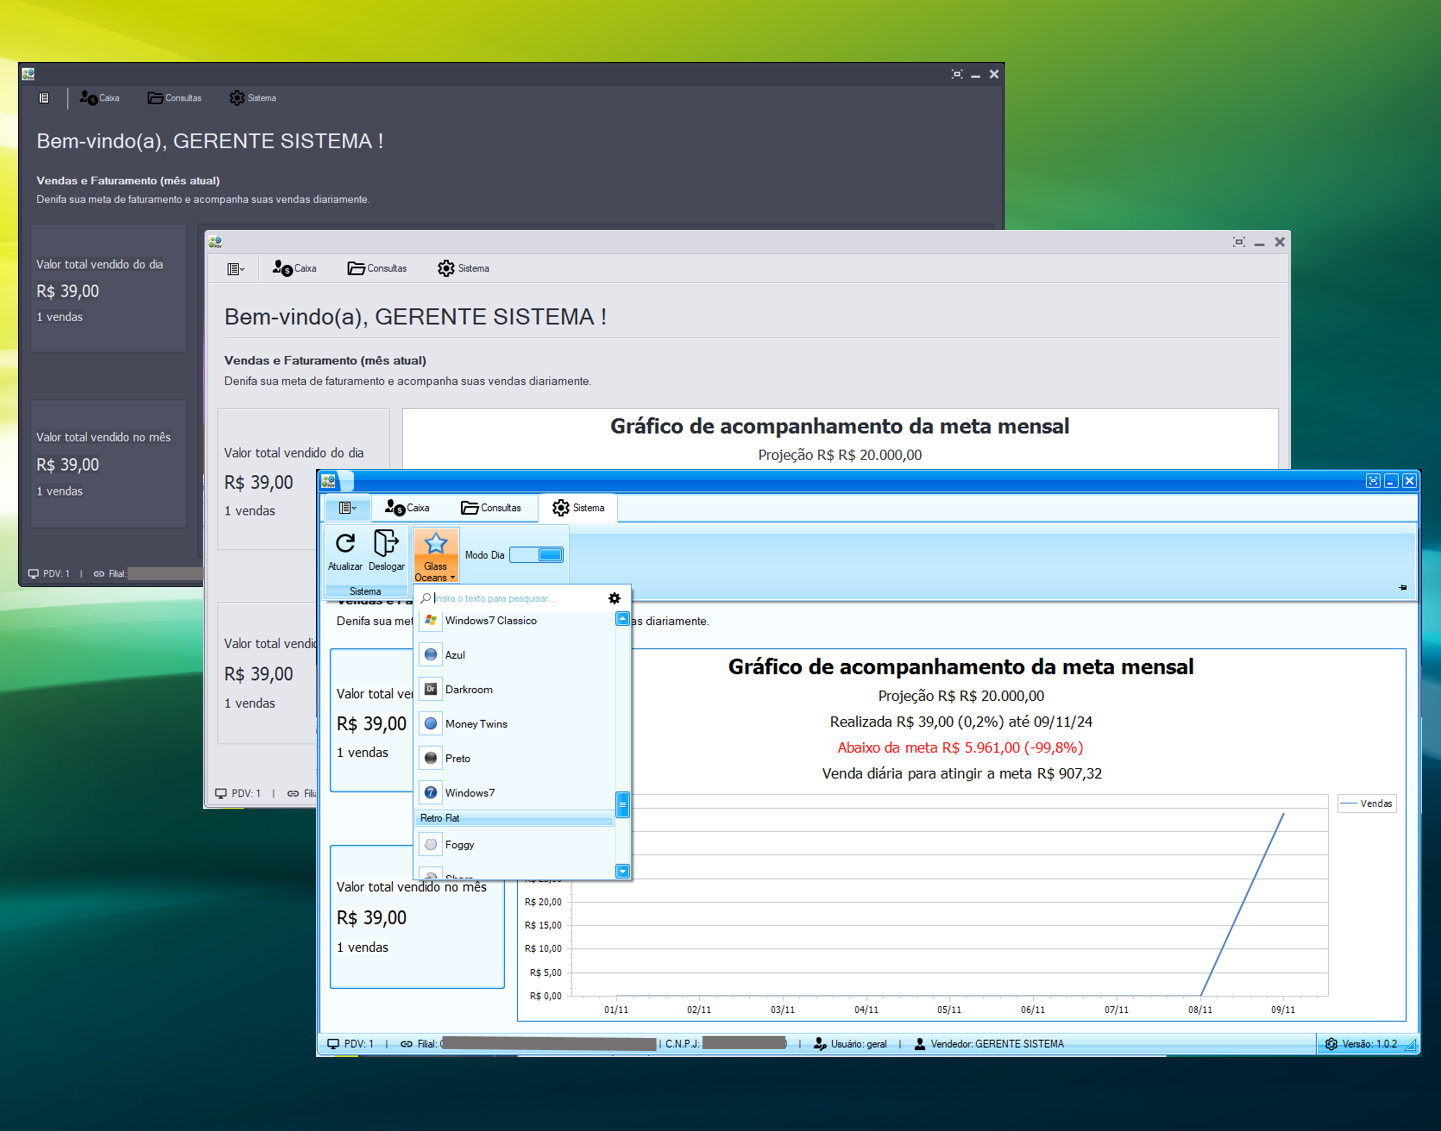 Caixa
Consultas
Sistema
Bem-vindo(a), GERENTE SISTEMA !
Vendas e Faturamento (mês atual)
Denifa sua meta de faturamento e acompanha suas vendas diariamente.
Valor total vendido do dia
R$ 39,00
1 vendas
Valor total vendido no mês
R$ 39,00
1 vendas
PDV: 1 | Filial:
Caixa
Consultas
Sistema
Bem-vindo(a), GERENTE SISTEMA !
Vendas e Faturamento (mês atual)
Denifa sua meta de faturamento e acompanha suas vendas diariamente.
Valor total vendido do dia
R$ 39,00
1 vendas
Gráfico de acompanhamento da meta mensal
Projeção R$ R$ 20.000,00
Valor total vendid
R$ 39,00
1 vendas
PDV: 1 | Fili
Caixa
Consultas
Sistema
Atualizar
Deslogar
Sistema
Glass
Oceans
Modo Dia
Insira o texto para pesquisar...
Windows7 Classico
Azul
Darkroom
Money Twins
Preto
Windows7
Retro Flat
Foggy
Sharp
Vendas e Fa
Denifa sua met
as diariamente.
Valor total ven
R$ 39,00
1 vendas
Valor total vendido no mês
R$ 39,00
1 vendas
Gráfico de acompanhamento da meta mensal
Projeção R$ R$ 20.000,00
Realizada R$ 39,00 (0,2%) até 09/11/24
Abaixo da meta R$ 5.961,00 (-99,8%)
Venda diária para atingir a meta R$ 907,32
Vendas
R$ 25,00
R$ 20,00
R$ 15,00
R$ 10,00
R$ 5,00
R$ 0,00
01/11 02/11 03/11 04/11 05/11 06/11 07/11 08/11 09/11
PDV: 1 | Filial: | C.N.P.J: | Usuário: geral | Vendedor: GERENTE SISTEMA
Versão: 1.0.2